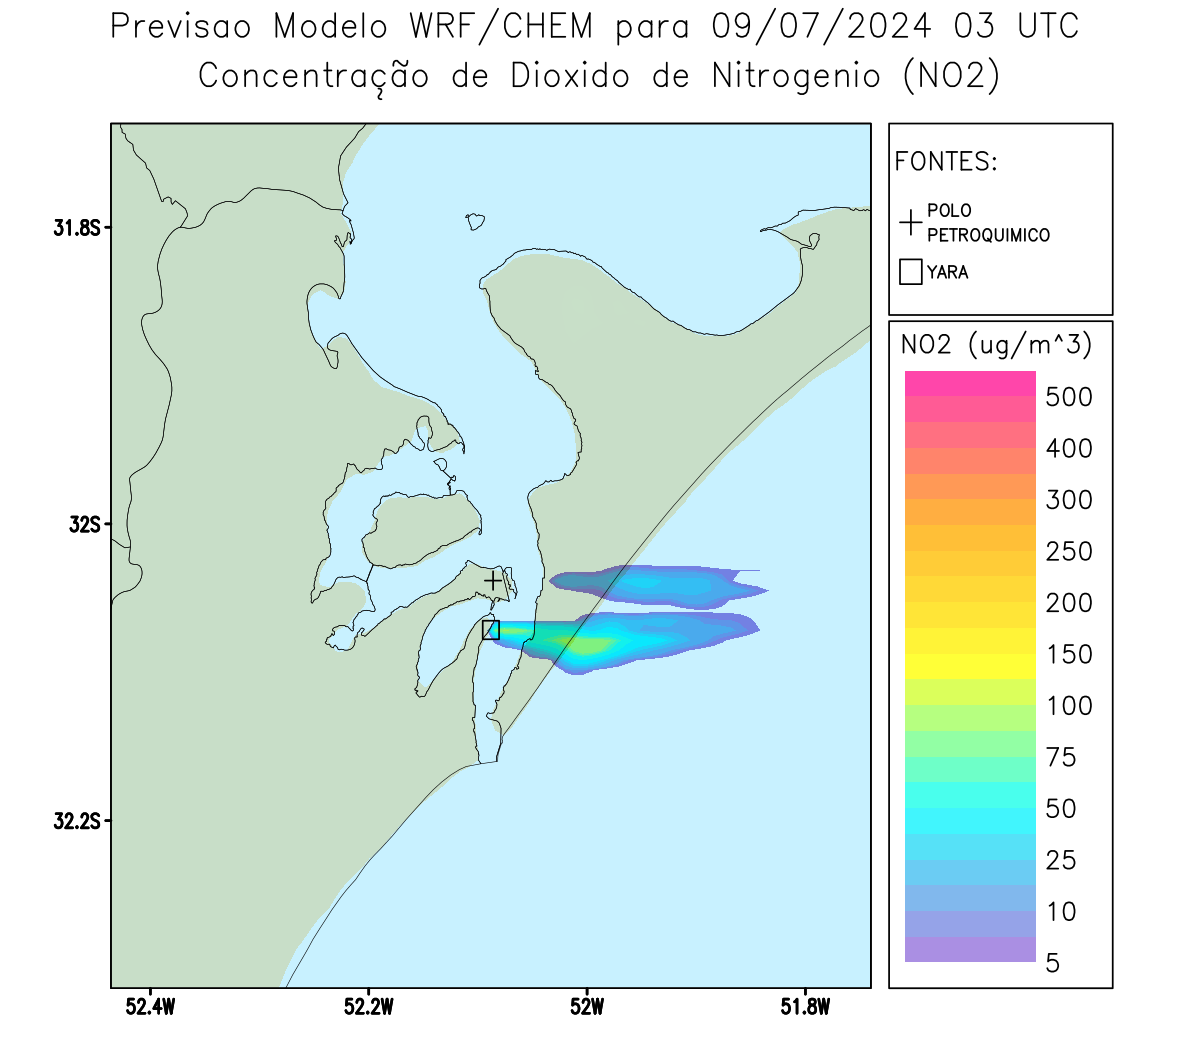 Previsao Modelo WRF/CHEM para 09/07/2024 03 UTC
Concentração de Dioxido de Nitrogenio (NO2)
FONTES:
POLO
PETROQUIMICO
YARA
31.8S
32S
32.2S
52.4W
52.2W
52W
51.8W
NO2 (ug/m^3)
500
400
300
250
200
150
100
75
50
25
10
5